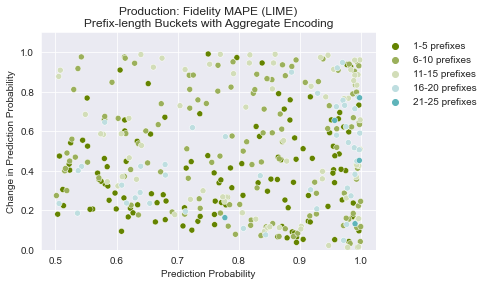 Production: Fidelity MAPE (LIME)
Prefix-length Buckets with Aggregate Encoding
1.0
0.8
0.6
0.4
0.2
0.0
Change in Prediction Probability
0.5 0.6 0.7 0.8 0.9 1.0
Prediction Probability
1-5 prefixes
6-10 prefixes
11-15 prefixes
16-20 prefixes
21-25 prefixes